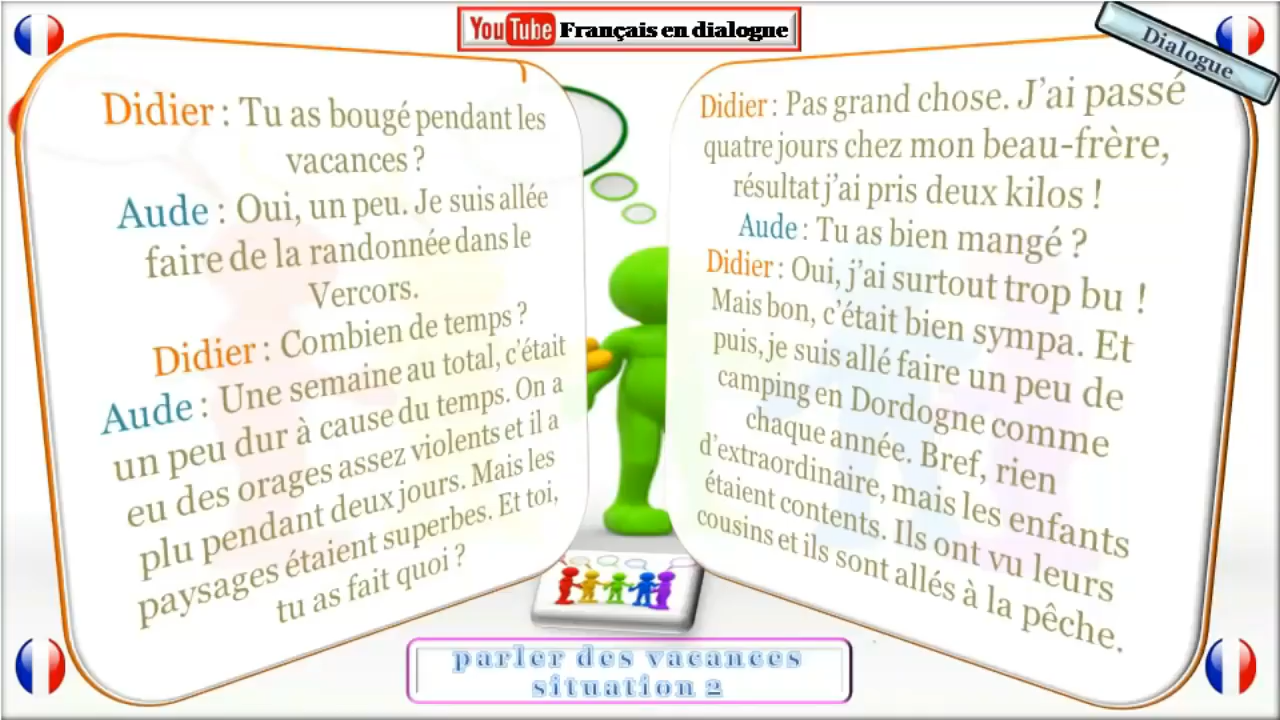 YouTube Français en dialogue
Dialogue
Didier : Tu as bougé pendant les
vacances ?
Aude : Oui, un peu. Je suis allée
faire de la randonnée dans le
Vercors.
Didier : Combien de temps ?
Aude : Une semaine au total, c'était
un peu dur à cause du temps. On a
eu des orages assez violents et il a
plu pendant deux jours. Mais les
paysages étaient superbes. Et toi,
tu as fait quoi ?
Didier : Pas grand chose. J'ai passé
quatre jours chez mon beau-frère,
résultat j'ai pris deux kilos !
Aude : Tu as bien mangé ?
Didier : Oui, j'ai surtout trop bu !
Mais bon, c'était bien sympa. Et
puis, je suis allé faire un peu de
camping en Dordogne comme
chaque année. Bref, rien
d'extraordinaire, mais les enfants
étaient contents. Ils ont vu leurs
cousins et ils sont allés à la pêche.
parler des vacances
situation 2